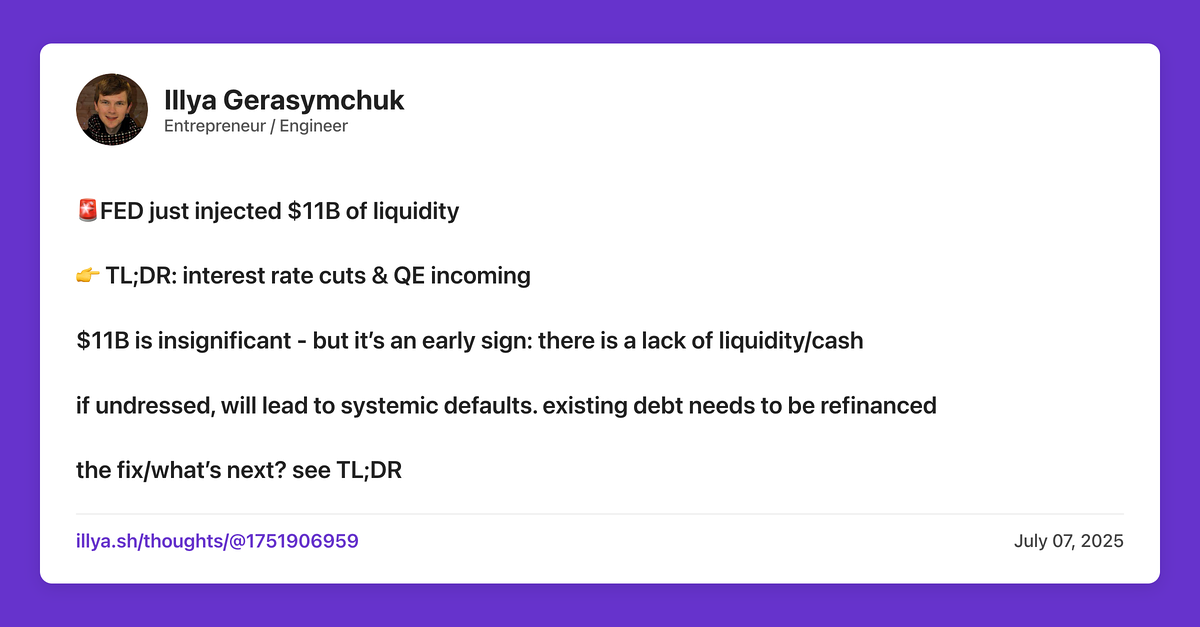 Illya Gerasymchuk
Entrepreneur / Engineer
🚨FED just injected $11B of liquidity
👉 TL;DR: interest rate cuts & QE incoming
$11B is insignificant - but it’s an early sign: there is a lack of liquidity/cash
if undressed, will lead to systemic defaults. existing debt needs to be refinanced
the fix/what’s next? see TL;DR
illya.sh/thoughts/@1751906959
July 07, 2025